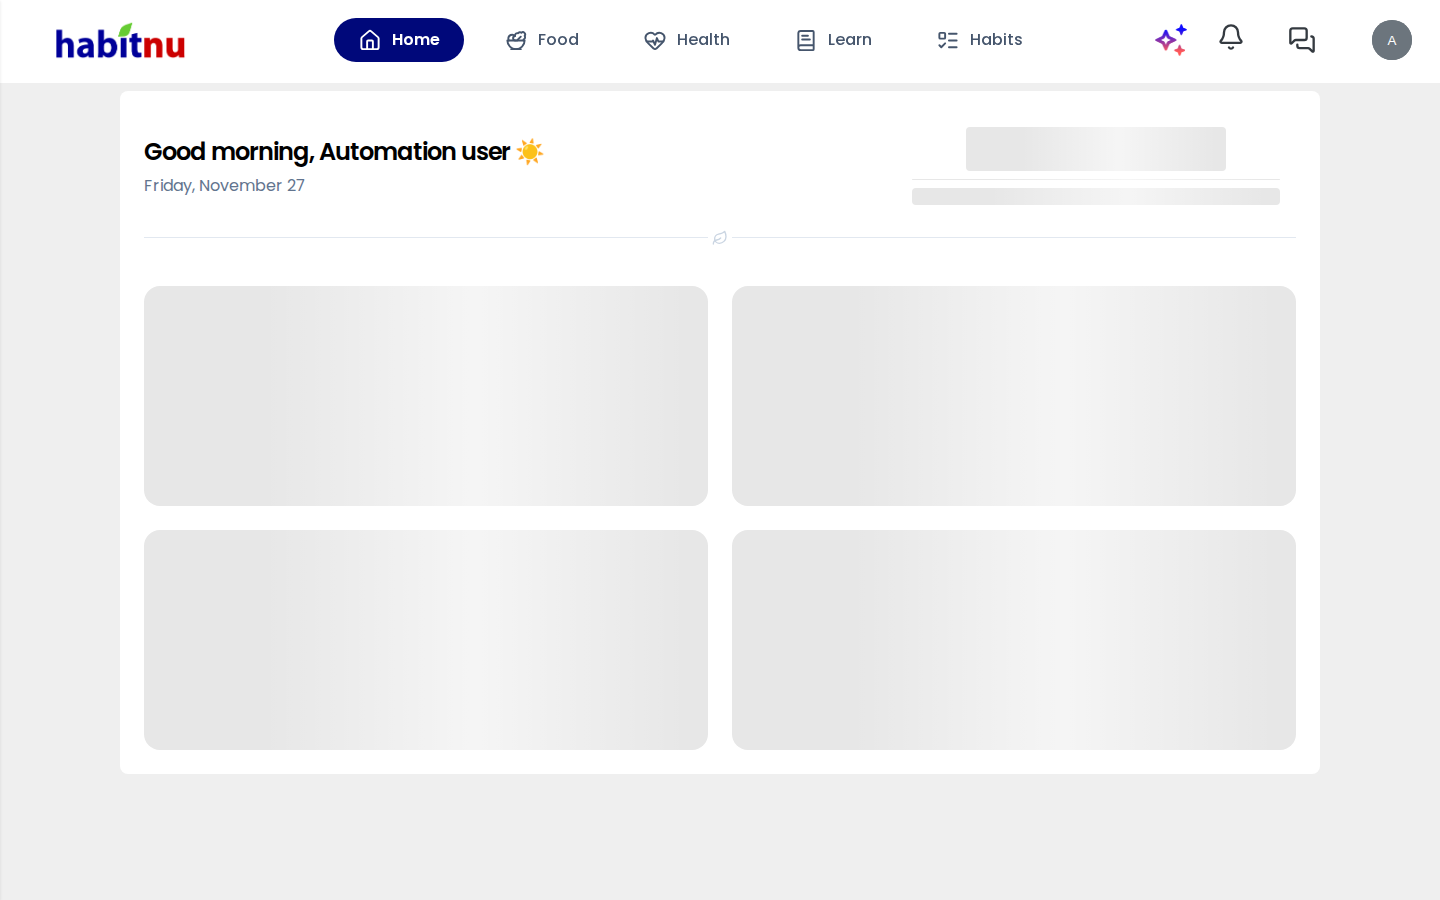 habitnu
Home
Food
Health
Learn
Habits
A
Good morning, Automation user ☀️
Friday, November 27